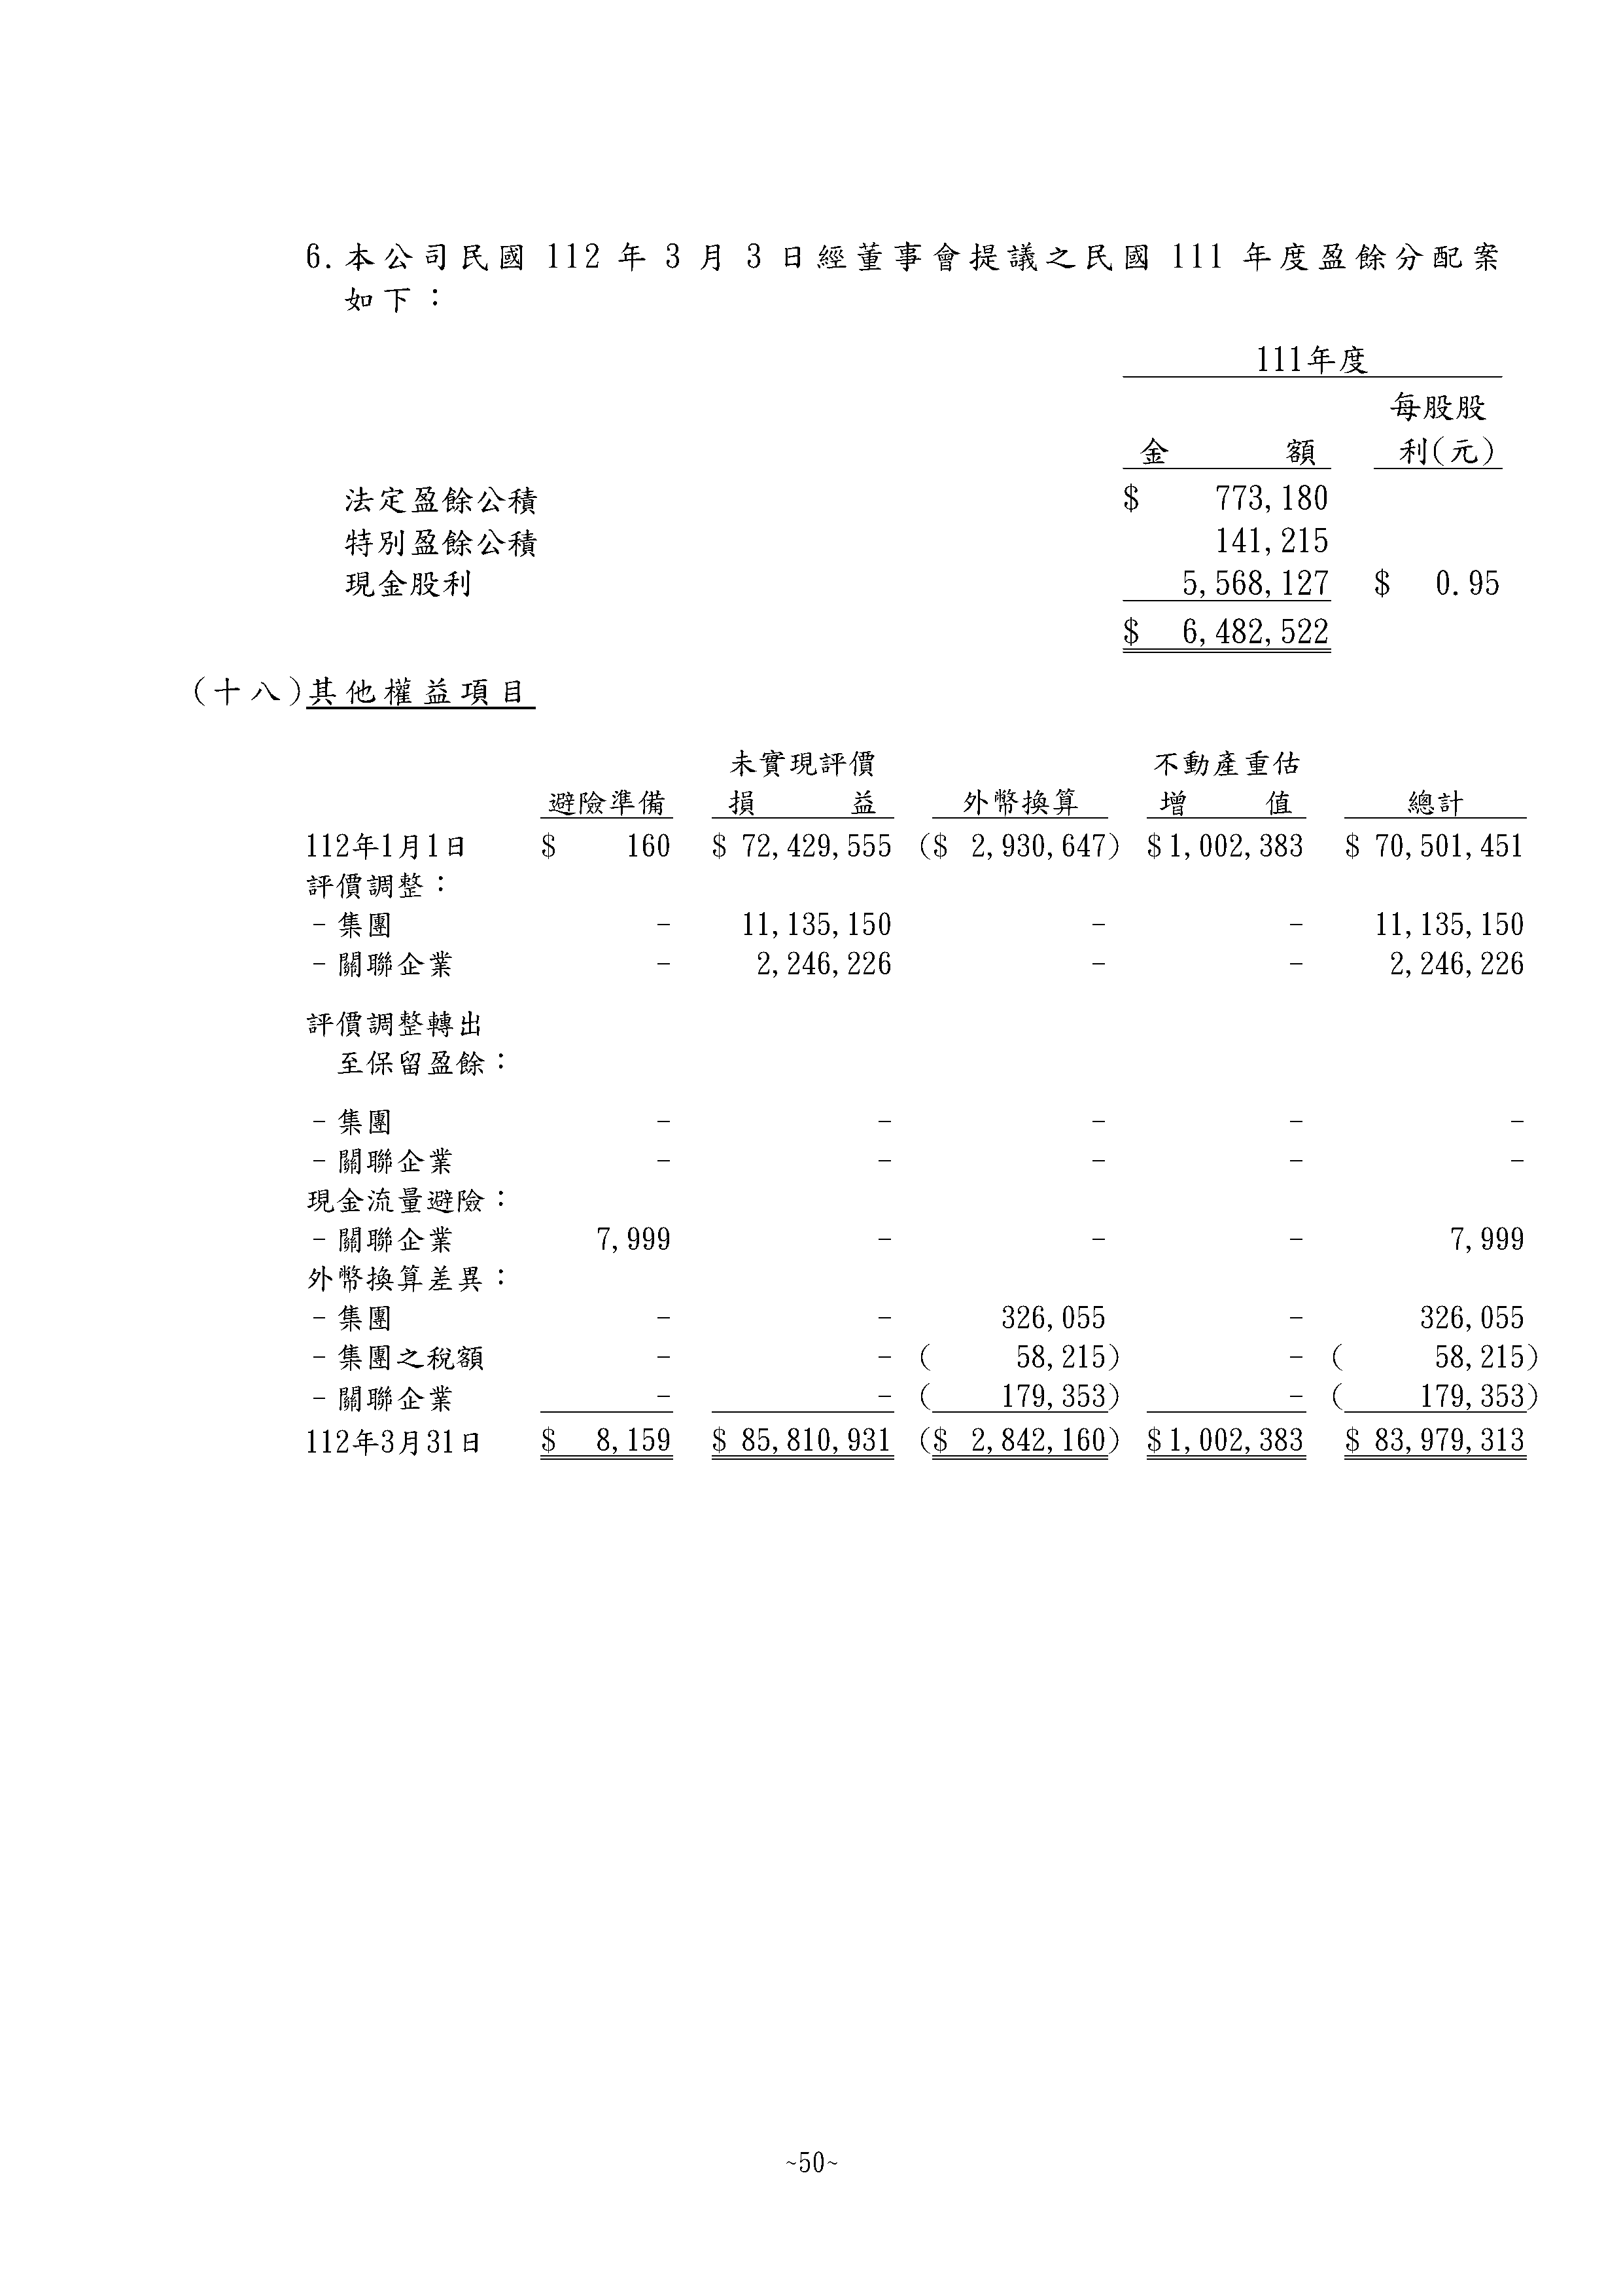 6.本公司民國 112 年 3 月 3 日經董事會提議之民國 111 年度盈餘分配案
如下：
111年度
每股股
金 額 利(元)
法定盈餘公積 $ 773,180
特別盈餘公積 141,215
現金股利 5,568,127 $ 0.95
$ 6,482,522
(十八)其他權益項目
未實現評價 不動產重估
避險準備 損 益 外幣換算 增 值 總計
112年1月1日 $ 160 $ 72,429,555 ($ 2,930,647) $1,002,383 $ 70,501,451
評價調整：
–集團 – 11,135,150 – – 11,135,150
–關聯企業 – 2,246,226 – – 2,246,226
評價調整轉出
至保留盈餘：
–集團 – – – – –
–關聯企業 – – – – –
現金流量避險：
–關聯企業 7,999 – – – 7,999
外幣換算差異：
–集團 – – 326,055 – 326,055
–集團之稅額 – – ( 58,215) – ( 58,215)
–關聯企業 – – ( 179,353) – ( 179,353)
112年3月31日 $ 8,159 $ 85,810,931 ($ 2,842,160) $1,002,383 $ 83,979,313
~50~